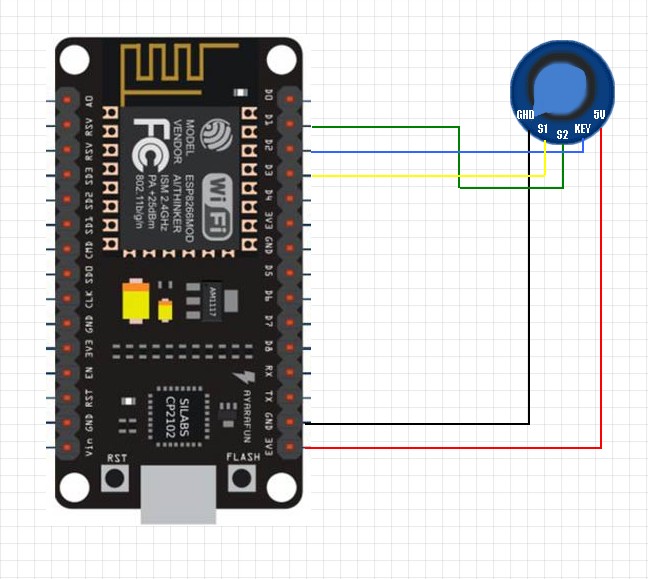 A0
RSV
RSV
SD3
SD2
SD1
CMD
SD0
CLK
GND
3V3
EN
RST
GND
Vin
MODEL ESP8266MOD
VENDOR AI/THINKER
ISM 2.4GHz
PA +25dBm
802.11b/g/n
FC
WiFi
AM1117
SILABS
CP2102
AYARAFUN
RST
FLASH
D0
D1
D2
D3
D4
3V3
GND
D5
D6
D7
D8
RX
TX
GND
3V3
GND
S1
S2
KEY
5V